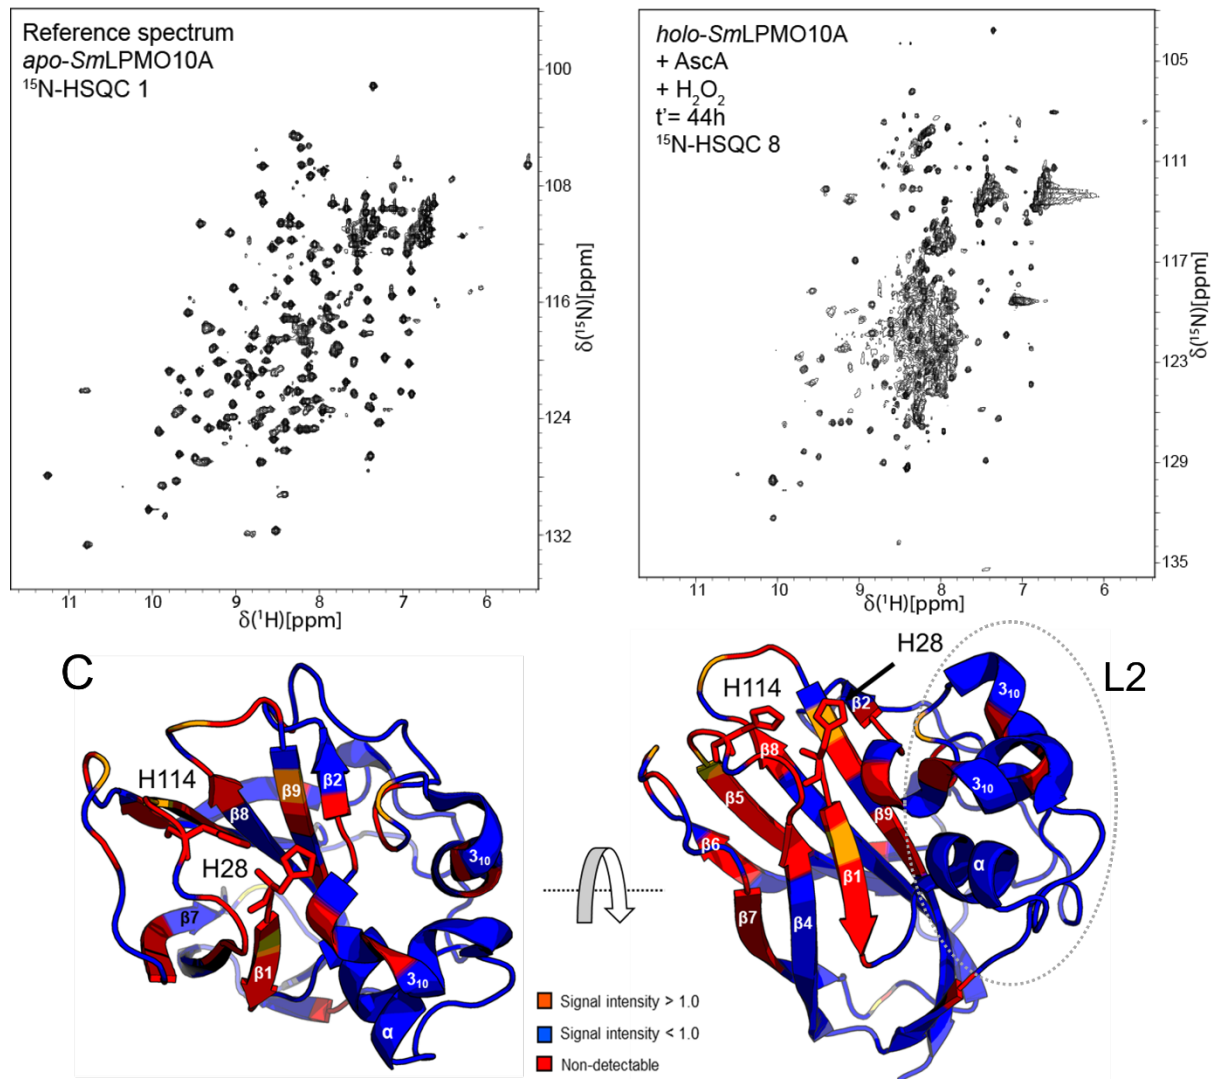 Reference spectrum
apo-SmLPMO10A
¹⁵N-HSQC 1
100
108
116
124
132
δ(¹⁵N)[ppm]
11 10 9 8 7 6
δ(¹H)[ppm]
holo-SmLPMO10A
+ AscA
+ H₂O₂
t'= 44h
¹⁵N-HSQC 8
105
111
117
123
129
135
δ(¹⁵N)[ppm]
11 10 9 8 7 6
δ(¹H)[ppm]
C
H114
H28
β9
β2
β8
β7
β1
3₁₀
3₁₀
α
H28
L2
H114
β2
3₁₀
β8
β5
3₁₀
β9
β6
β1
α
β7
β4
Signal intensity > 1.0
Signal intensity < 1.0
Non-detectable